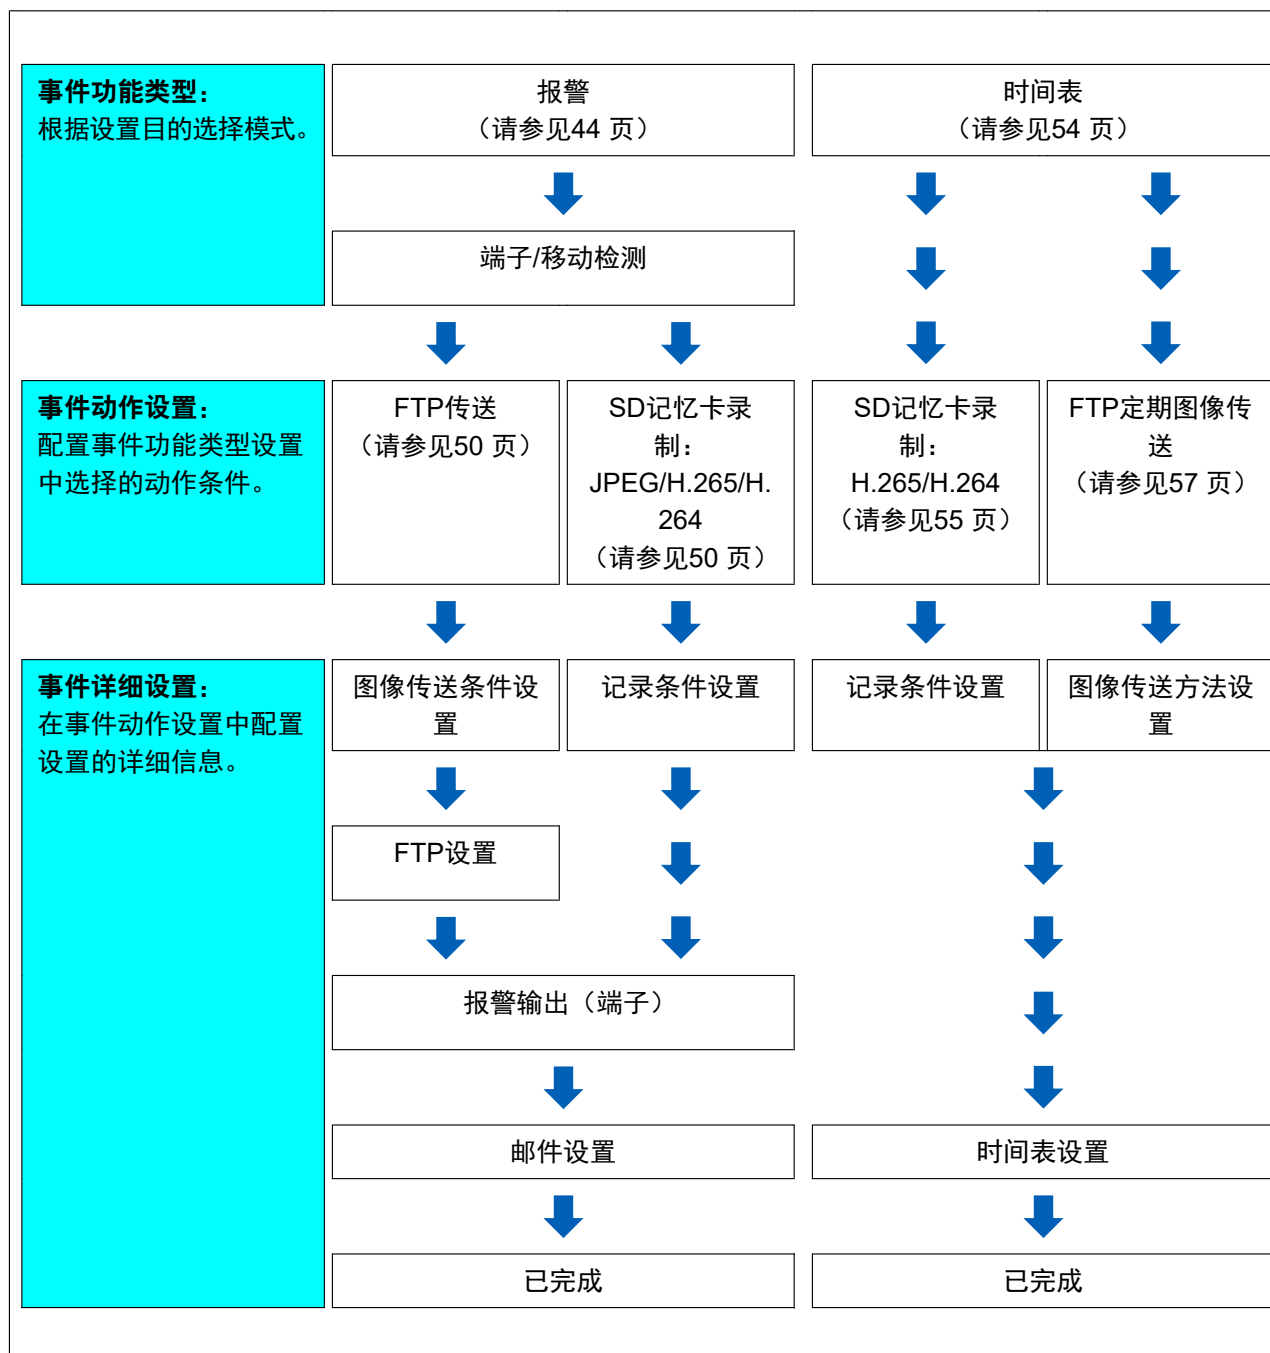 事件功能类型：
根据设置目的选择模式。
报警
（请参见44 页）
时间表
（请参见54 页）
端子/移动检测
事件动作设置：
配置事件功能类型设置
中选择的动作条件。
FTP传送
（请参见50 页）
SD记忆卡录
制：
JPEG/H.265/H.
264
（请参见50 页）
SD记忆卡录
制：
H.265/H.264
（请参见55 页）
FTP定期图像传
送
（请参见57 页）
事件详细设置：
在事件动作设置中配置
设置的详细信息。
图像传送条件设
置
记录条件设置
记录条件设置
图像传送方法设
置
FTP设置
报警输出（端子）
邮件设置
时间表设置
已完成
已完成